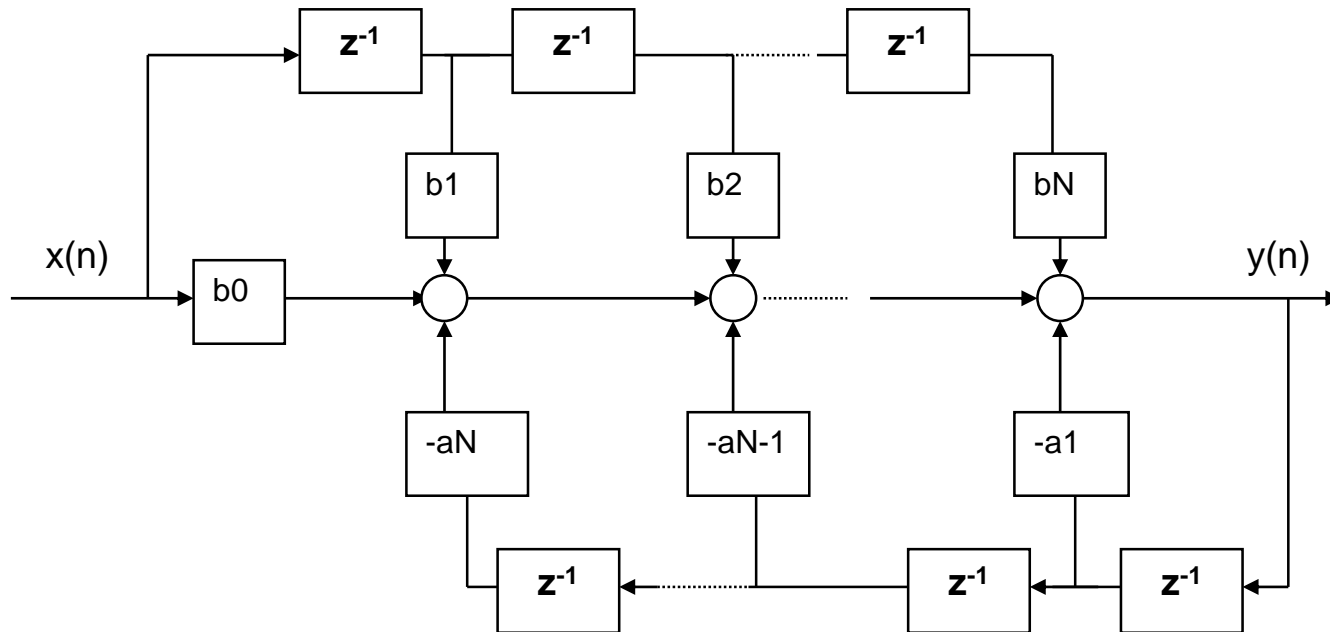 z⁻¹ z⁻¹ z⁻¹
b1 b2 bN
x(n) y(n)
b0
-aN -aN-1 -a1
z⁻¹ z⁻¹ z⁻¹